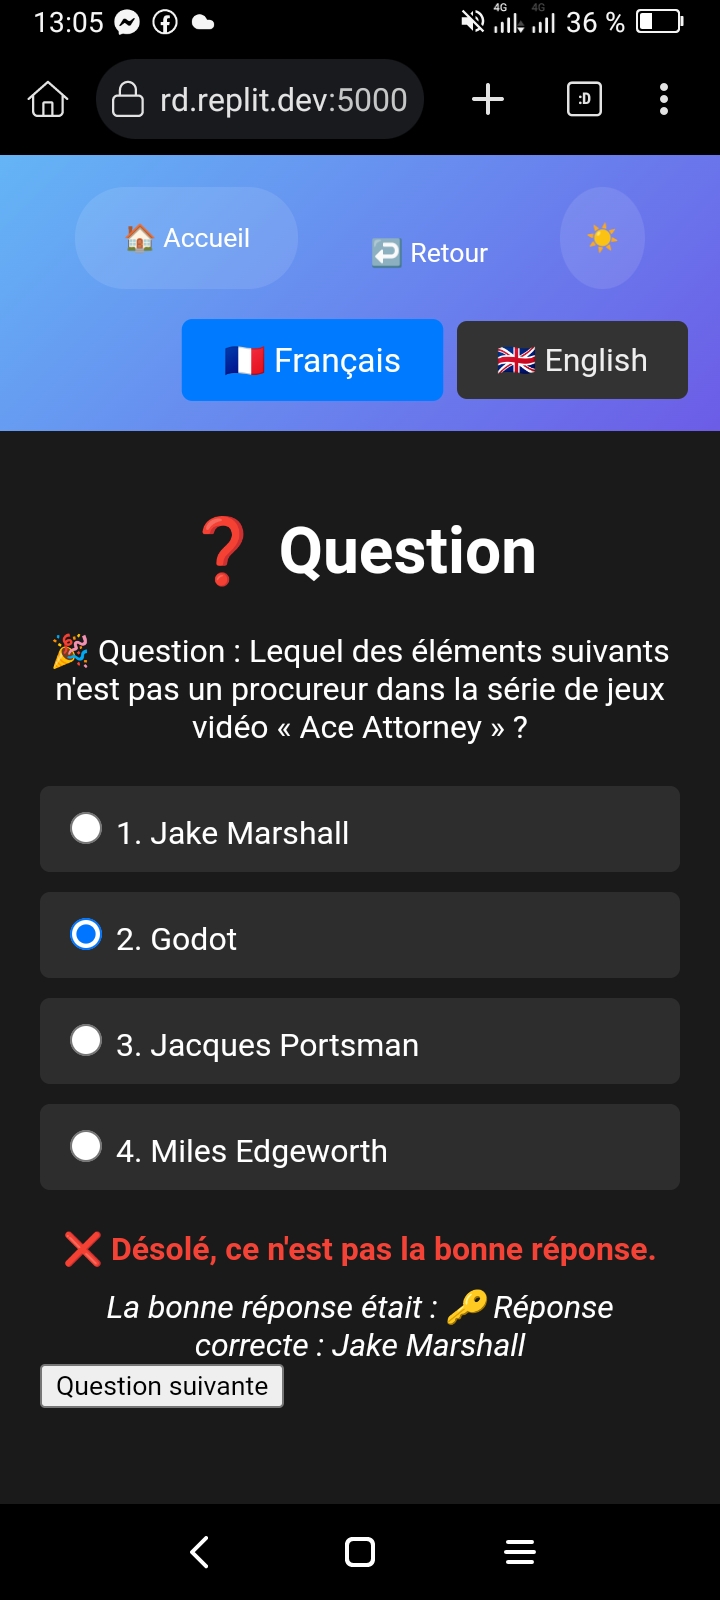 13:05 4G 4G 36 %
rd.replit.dev:5000 :D
Accueil
Retour
Français English
Question
Question : Lequel des éléments suivants
n'est pas un procureur dans la série de jeux
vidéo « Ace Attorney » ?
1. Jake Marshall
2. Godot
3. Jacques Portsman
4. Miles Edgeworth
Désolé, ce n'est pas la bonne réponse.
La bonne réponse était : 🔑 Réponse
correcte : Jake Marshall
Question suivante